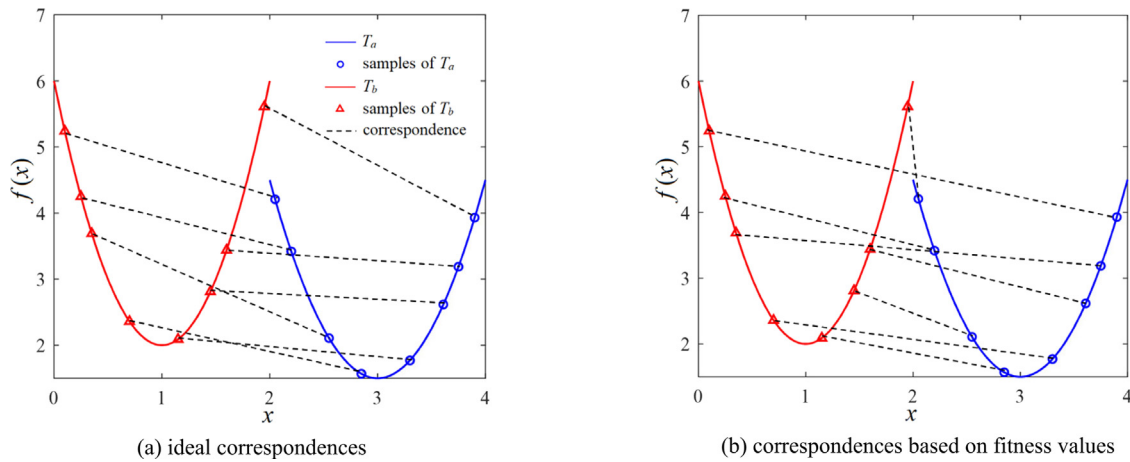 7
6
5
4
3
2
0
1
2
3
4
f (x)
x
T_a
samples of T_a
T_b
samples of T_b
correspondence
(a) ideal correspondences
7
6
5
4
3
2
0
1
2
3
4
f (x)
x
(b) correspondences based on fitness values